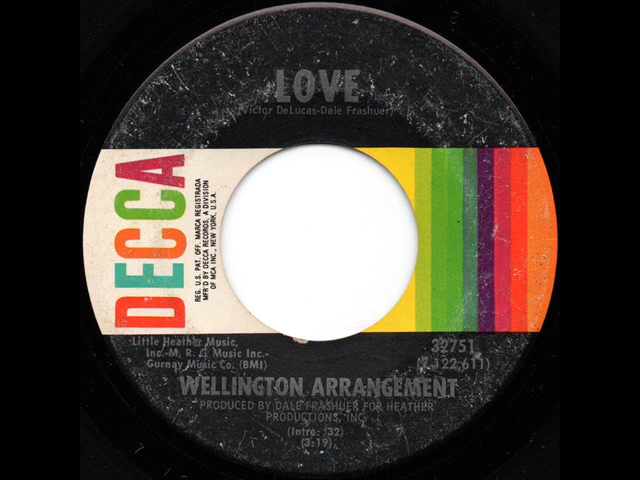 LOVE
(Victor DeLucas-Dale Frashuer)
DECCA
REG. U.S. PAT. OFF. MARCA REGISTRADA
MFR'D BY DECCA RECORDS, A DIVISION
OF MCA INC., NEW YORK, U.S.A.
Little Heather Music,
Inc.-M. R. C. Music Inc.-
Gurnay Music Co. (BMI)
32751
(7-122,611)
WELLINGTON ARRANGEMENT
PRODUCED BY DALE FRASHUER FOR HEATHER
PRODUCTIONS, INC.
(Intro: :32)
(3:19)